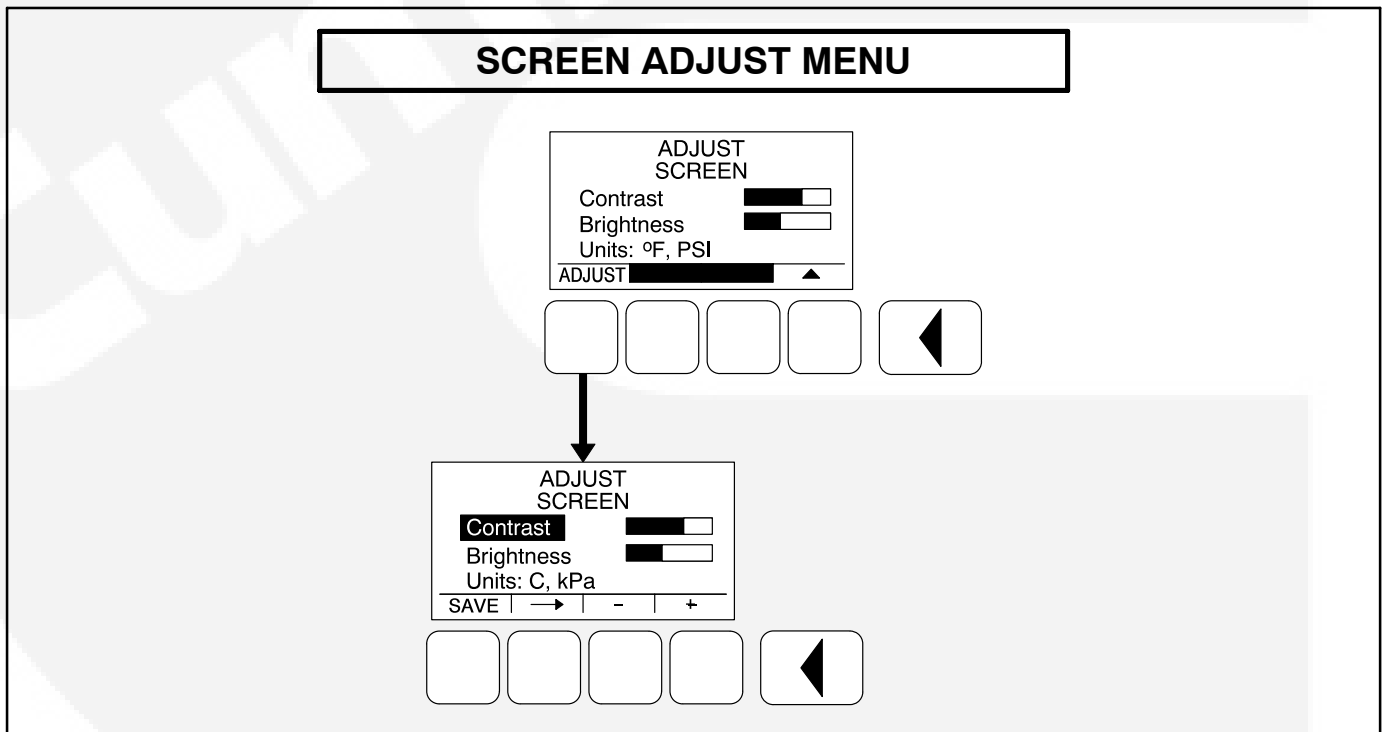 SCREEN ADJUST MENU
ADJUST
SCREEN
Contrast
Brightness
Units: ºF, PSI
ADJUST
ADJUST
SCREEN
Contrast
Brightness
Units: C, kPa
SAVE → - +